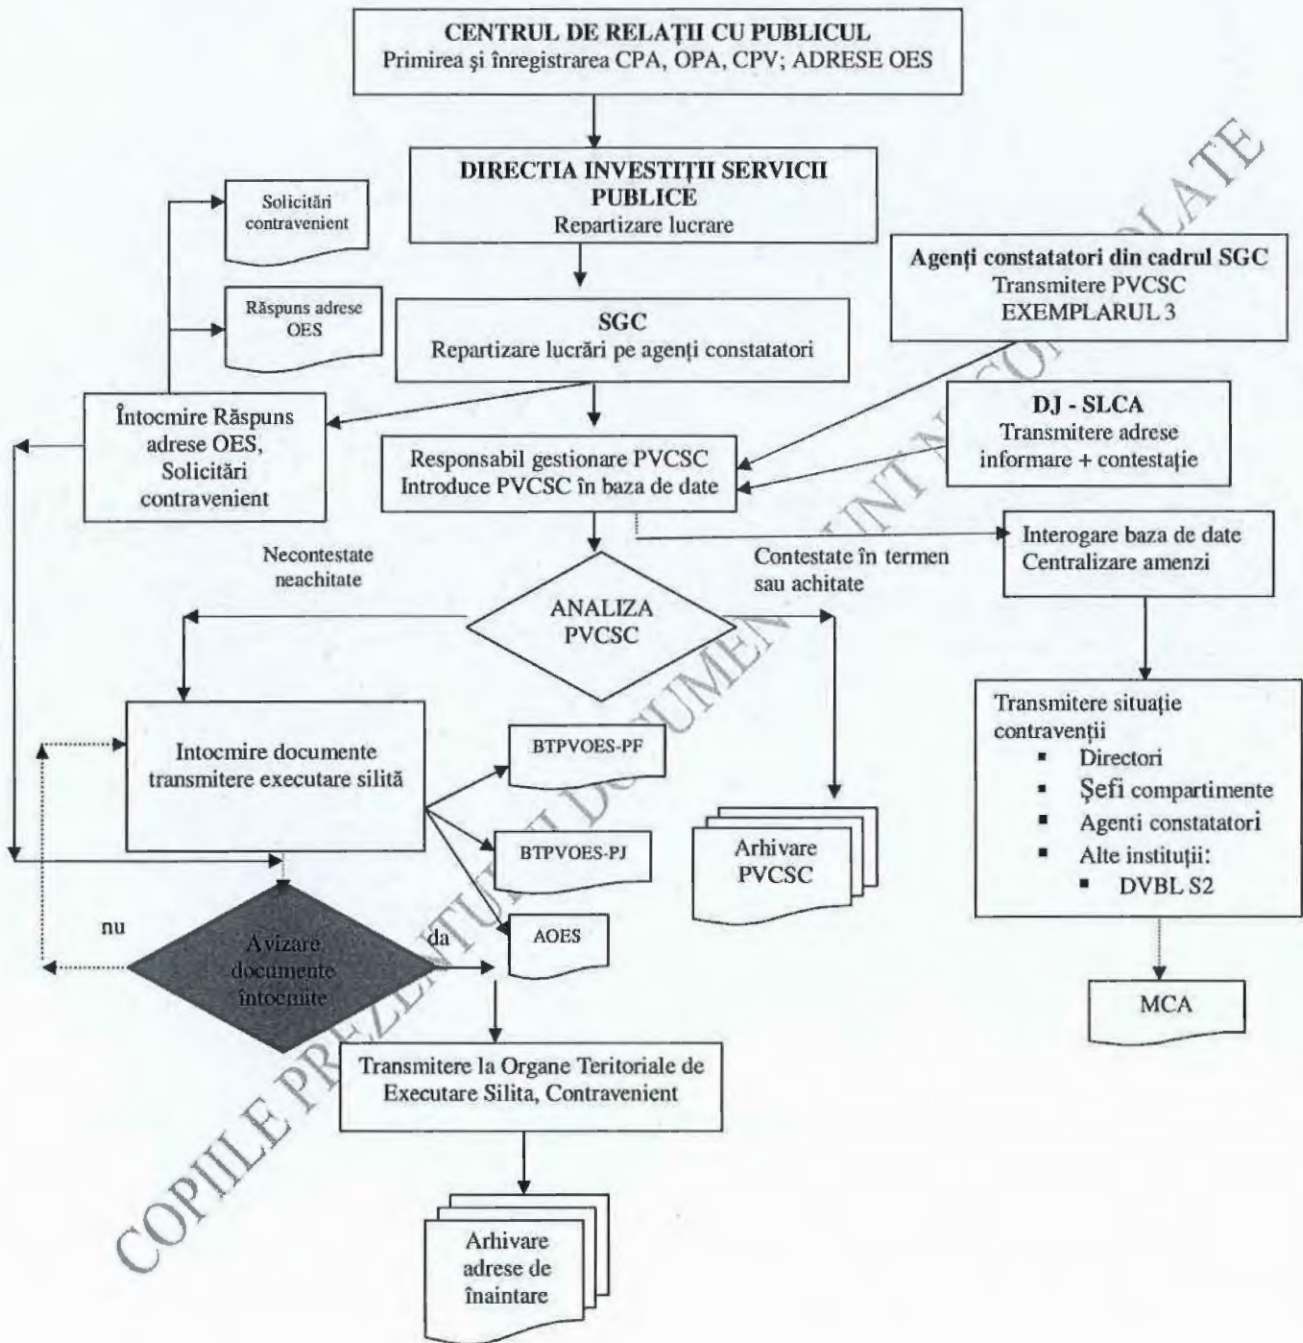 CENTRUL DE RELAȚII CU PUBLICUL
Primirea și înregistrarea CPA, OPA, CPV; ADRESE OES
DIRECTIA INVESTIȚII SERVICII
PUBLICE
Repartizare lucrare
Solicitări
contravenient
Agenți constatatori din cadrul SGC
Transmitere PVCSC
EXEMPLARUL 3
Răspuns adrese
OES
SGC
Repartizare lucrări pe agenți constatatori
Întocmire Răspuns
adrese OES,
Solicitări
contravenient
DJ - SLCA
Transmitere adrese
informare + contestație
Responsabil gestionare PVCSC
Introduce PVCSC în baza de date
Interogare baza de date
Centralizare amenzi
Necontestate
neachitate
Contestate în termen
sau achitate
ANALIZA
PVCSC
Transmitere situație
contravenții
▪ Directori
▪ Șefi compartimente
▪ Agenti constatatori
▪ Alte instituții:
▪ DVBL S2
Intocmire documente
transmitere executare silită
BTPVOES-PF
BTPVOES-PJ
AOES
Arhivare
PVCSC
nu
da
Avizare
documente
întocmite
MCA
Transmitere la Organe Teritoriale de
Executare Silita, Contravenient
Arhivare
adrese de
înaintare
COPIILE PREZENTULUI DOCUMENT SUNT NECONTROLATE